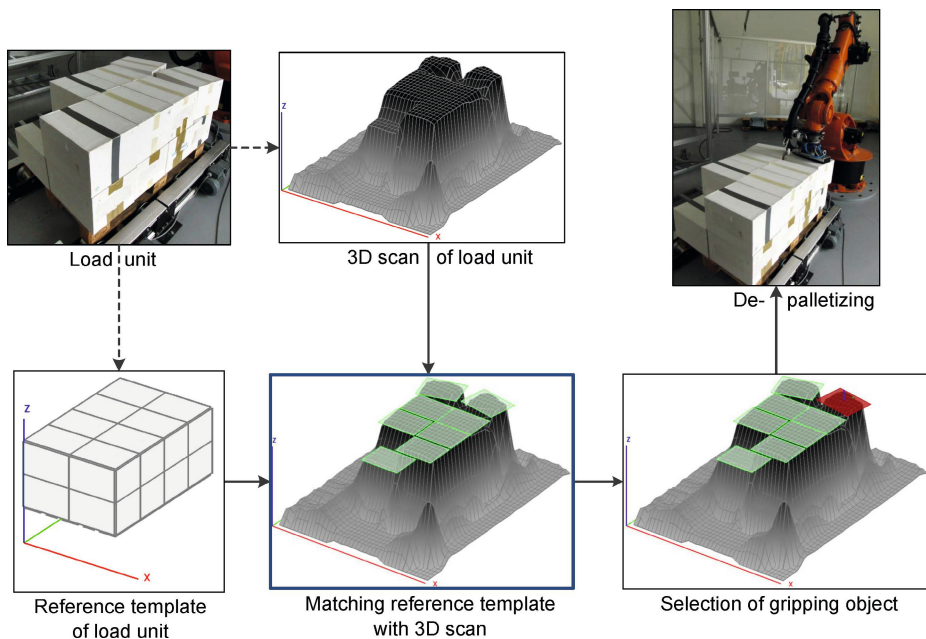 z
x
Load unit
3D scan of load unit
De- palletizing
z
x
Reference template
of load unit
z
x
Matching reference template
with 3D scan
z
x
Selection of gripping object